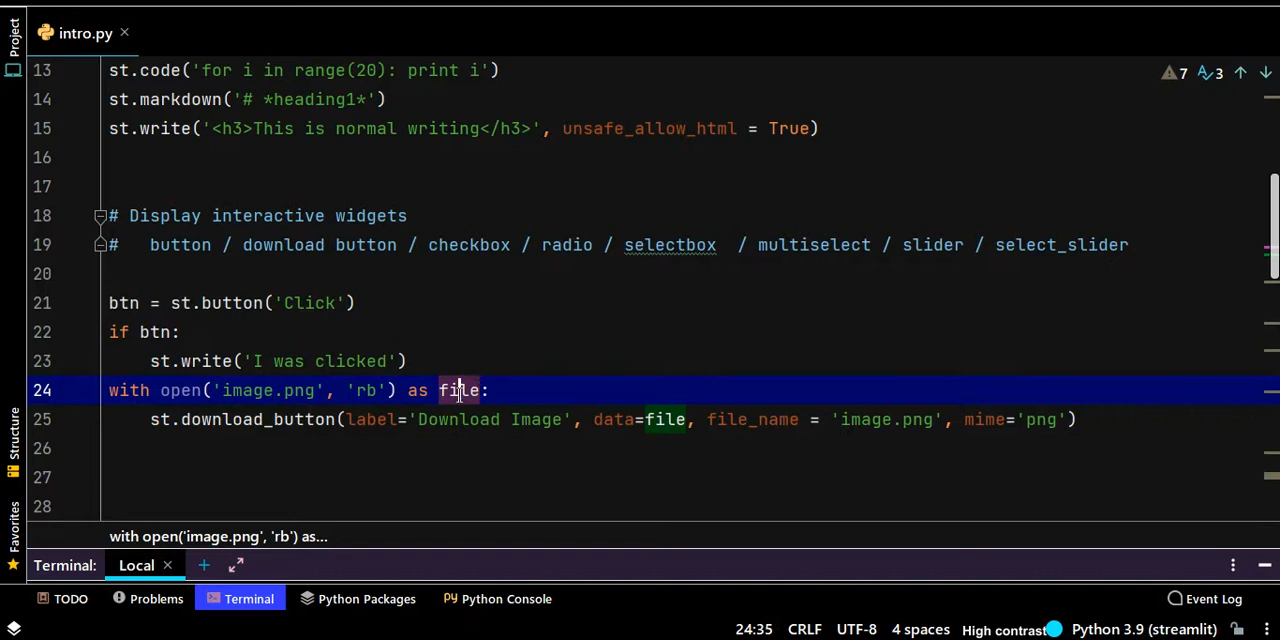 Project
intro.py
13 st.code('for i in range(20): print i')
14 st.markdown('# *heading1*')
15 st.write('<h3>This is normal writing</h3>', unsafe_allow_html = True)
16
17
18 # Display interactive widgets
19 #   button / download button / checkbox / radio / selectbox  / multiselect / slider / select_slider
20
21 btn = st.button('Click')
22 if btn:
23     st.write('I was clicked')
24 with open('image.png', 'rb') as file:
25     st.download_button(label='Download Image', data=file, file_name = 'image.png', mime='png')
26
27
28
7 3
Structure
Favorites
with open('image.png', 'rb') as...
Terminal: Local
TODO Problems Terminal Python Packages Python Console Event Log
24:35 CRLF UTF-8 4 spaces High contrast Python 3.9 (streamlit)